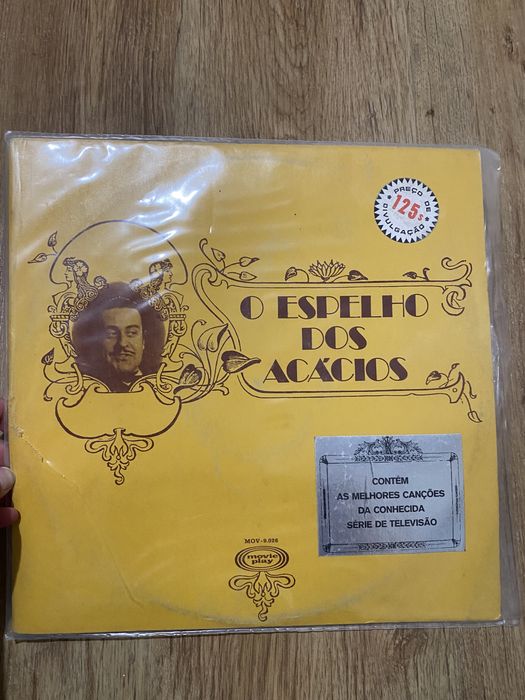 PREÇO DE
125$
DIVULGAÇÃO
O ESPELHO
DOS
ACÁCIOS
CONTÉM
AS MELHORES CANÇÕES
DA CONHECIDA
SÉRIE DE TELEVISÃO
MOV-9.026
movie
play